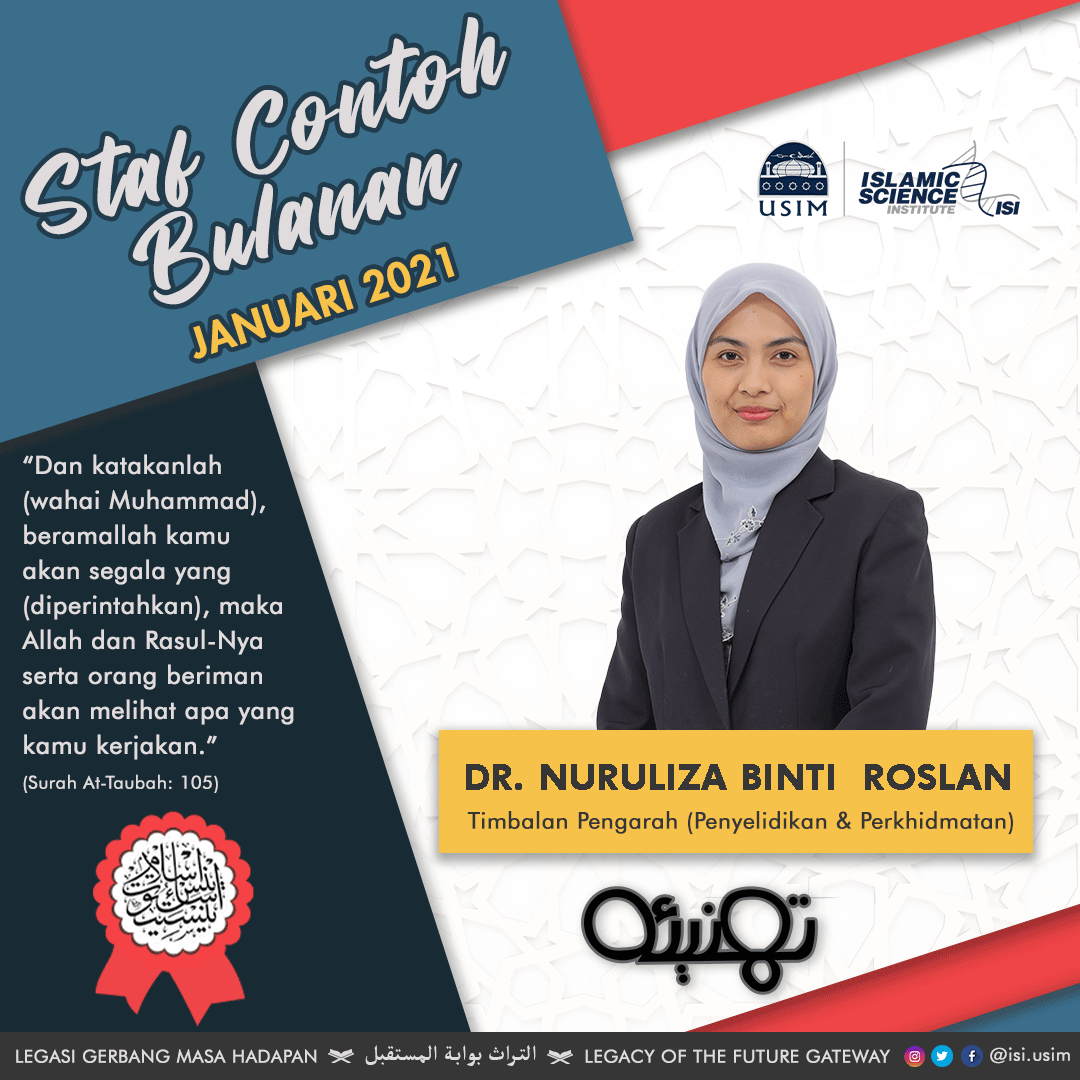 Staf Contoh
Bulanan
JANUARI 2021
USIM
ISLAMIC
SCIENCE
INSTITUTE
ISI
“Dan katakanlah
(wahai Muhammad),
beramallah kamu
akan segala yang
(diperintahkan), maka
Allah dan Rasul-Nya
serta orang beriman
akan melihat apa yang
kamu kerjakan.”
(Surah At-Taubah: 105)
DR. NURULIZA BINTI ROSLAN
Timbalan Pengarah (Penyelidikan & Perkhidmatan)
تهنيئه
LEGASI GERBANG MASA HADAPAN التراث بوابة المستقبل LEGACY OF THE FUTURE GATEWAY @isi.usim